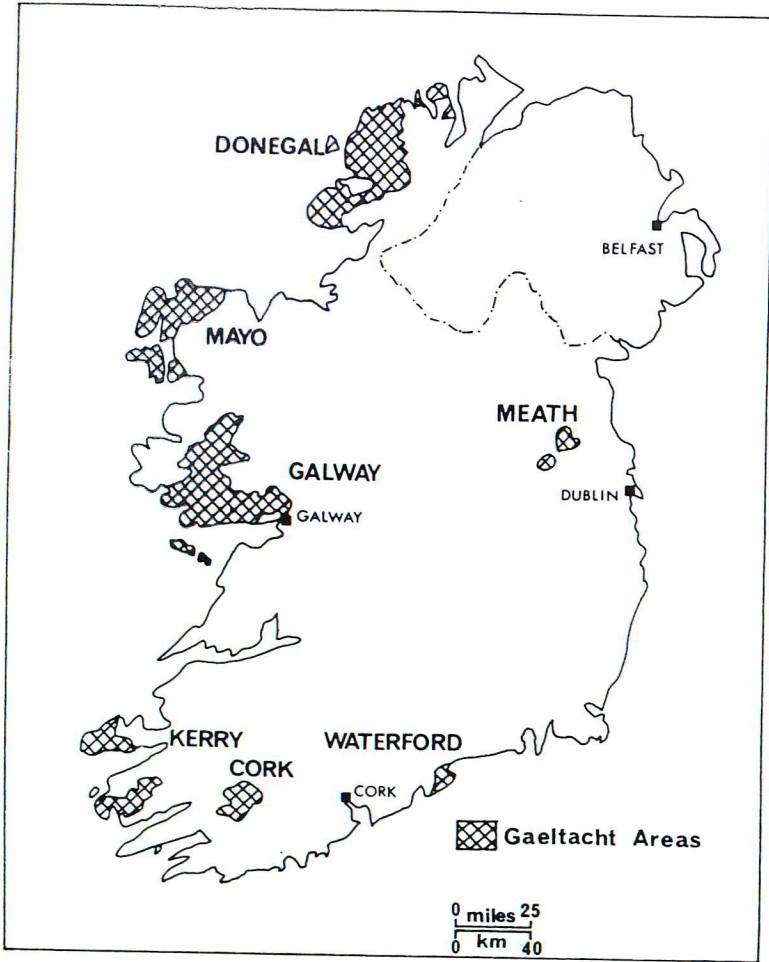 DONEGAL
BELFAST
MAYO
MEATH
GALWAY
DUBLIN
GALWAY
KERRY
WATERFORD
CORK
CORK
Gaeltacht Areas
0 miles 25
0 km 40